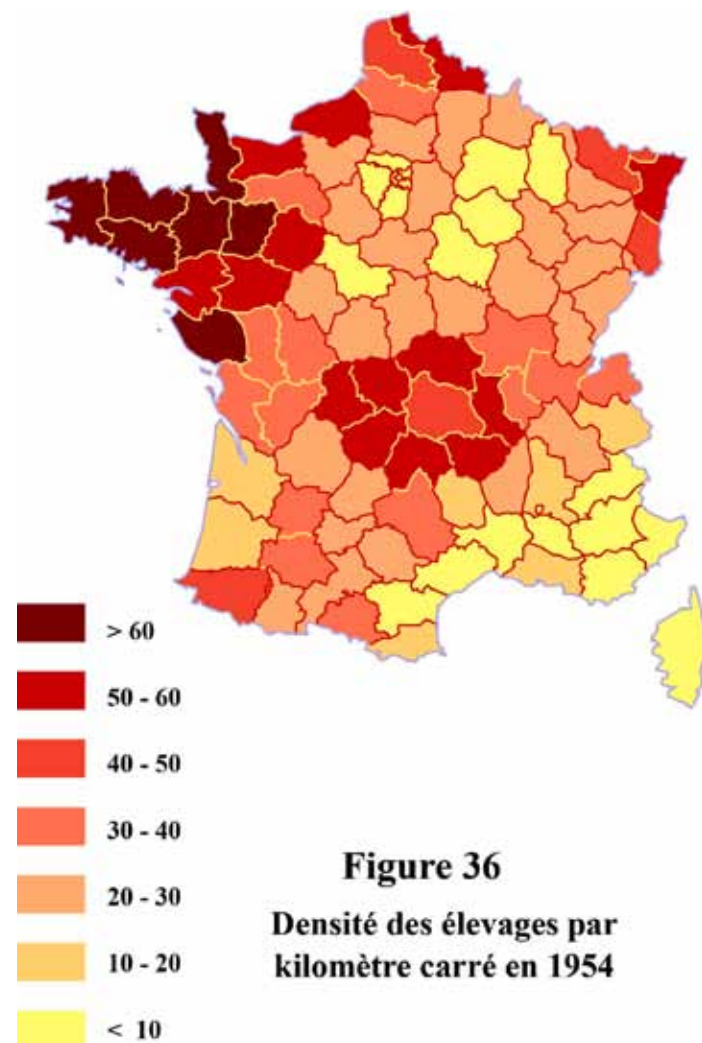 > 60
50 - 60
40 - 50
30 - 40
20 - 30
10 - 20
< 10
Figure 36
Densité des élevages par
kilomètre carré en 1954